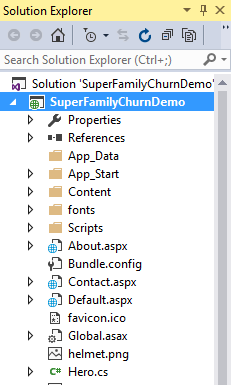 Solution Explorer
Search Solution Explorer (Ctrl+;)
Solution 'SuperFamilyChurnDemo'
SuperFamilyChurnDemo
Properties
References
App_Data
App_Start
Content
fonts
Scripts
About.aspx
Bundle.config
Contact.aspx
Default.aspx
favicon.ico
Global.asax
helmet.png
C# Hero.cs